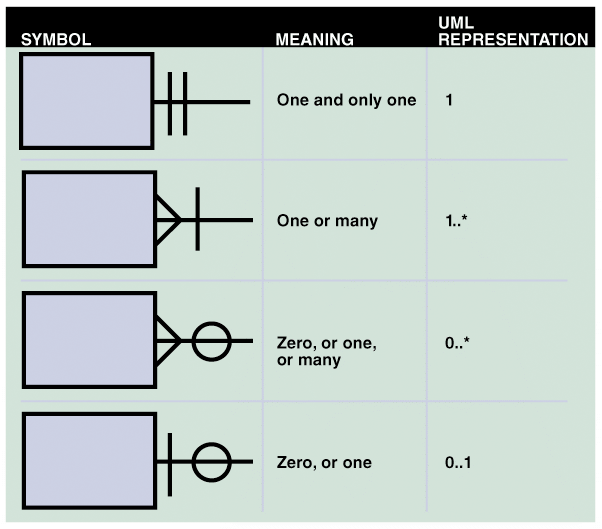 SYMBOL
MEANING
UML
REPRESENTATION
One and only one
1
One or many
1..*
Zero, or one,
or many
0..*
Zero, or one
0..1